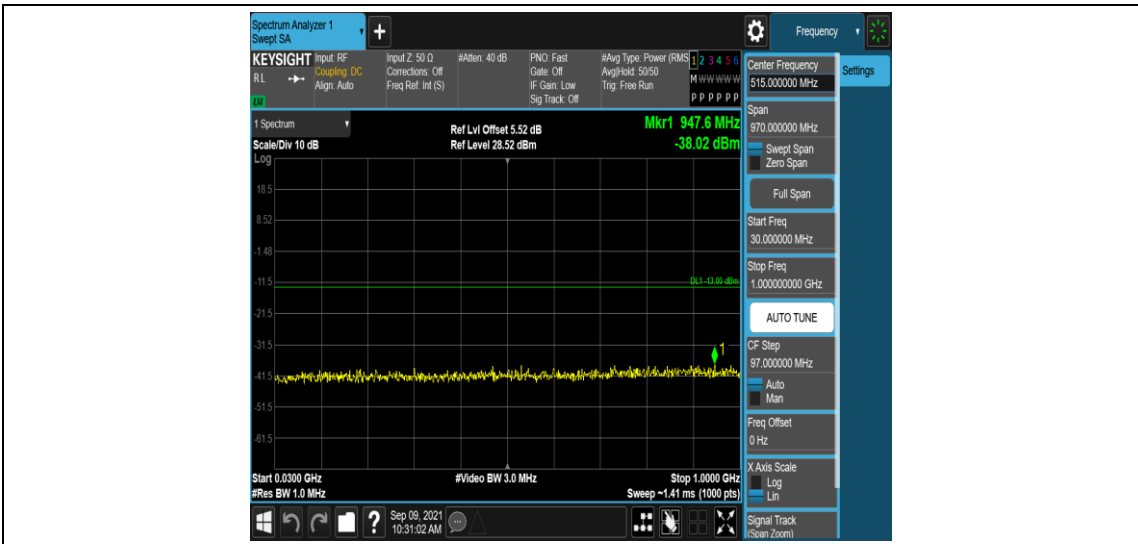 Spectrum Analyzer 1
Swept SA
+
Frequency
KEYSIGHT
RL
LXI
Input: RF
Coupling: DC
Align: Auto
Input Z: 50 Ω
Corrections: Off
Freq Ref: Int (S)
#Atten: 40 dB
PNO: Fast
Gate: Off
IF Gain: Low
Sig Track: Off
#Avg Type: Power (RMS
Avg|Hold: 50/50
Trig: Free Run
1 2 3 4 5 6
M W W W W W
P P P P P P
1 Spectrum
Scale/Div 10 dB
Log
Ref Lvl Offset 5.52 dB
Ref Level 28.52 dBm
Mkr1 947.6 MHz
-38.02 dBm
18.5
8.52
-1.48
-11.5
DL1 -13.00 dBm
-21.5
-31.5
1
-41.5
-51.5
-61.5
Start 0.0300 GHz
#Res BW 1.0 MHz
#Video BW 3.0 MHz
Stop 1.0000 GHz
Sweep ~1.41 ms (1000 pts)
?
Sep 09, 2021
10:31:02 AM
Center Frequency
515.000000 MHz
Settings
Span
970.000000 MHz
Swept Span
Zero Span
Full Span
Start Freq
30.000000 MHz
Stop Freq
1.000000000 GHz
AUTO TUNE
CF Step
97.000000 MHz
Auto
Man
Freq Offset
0 Hz
X Axis Scale
Log
Lin
Signal Track
(Span Zoom)